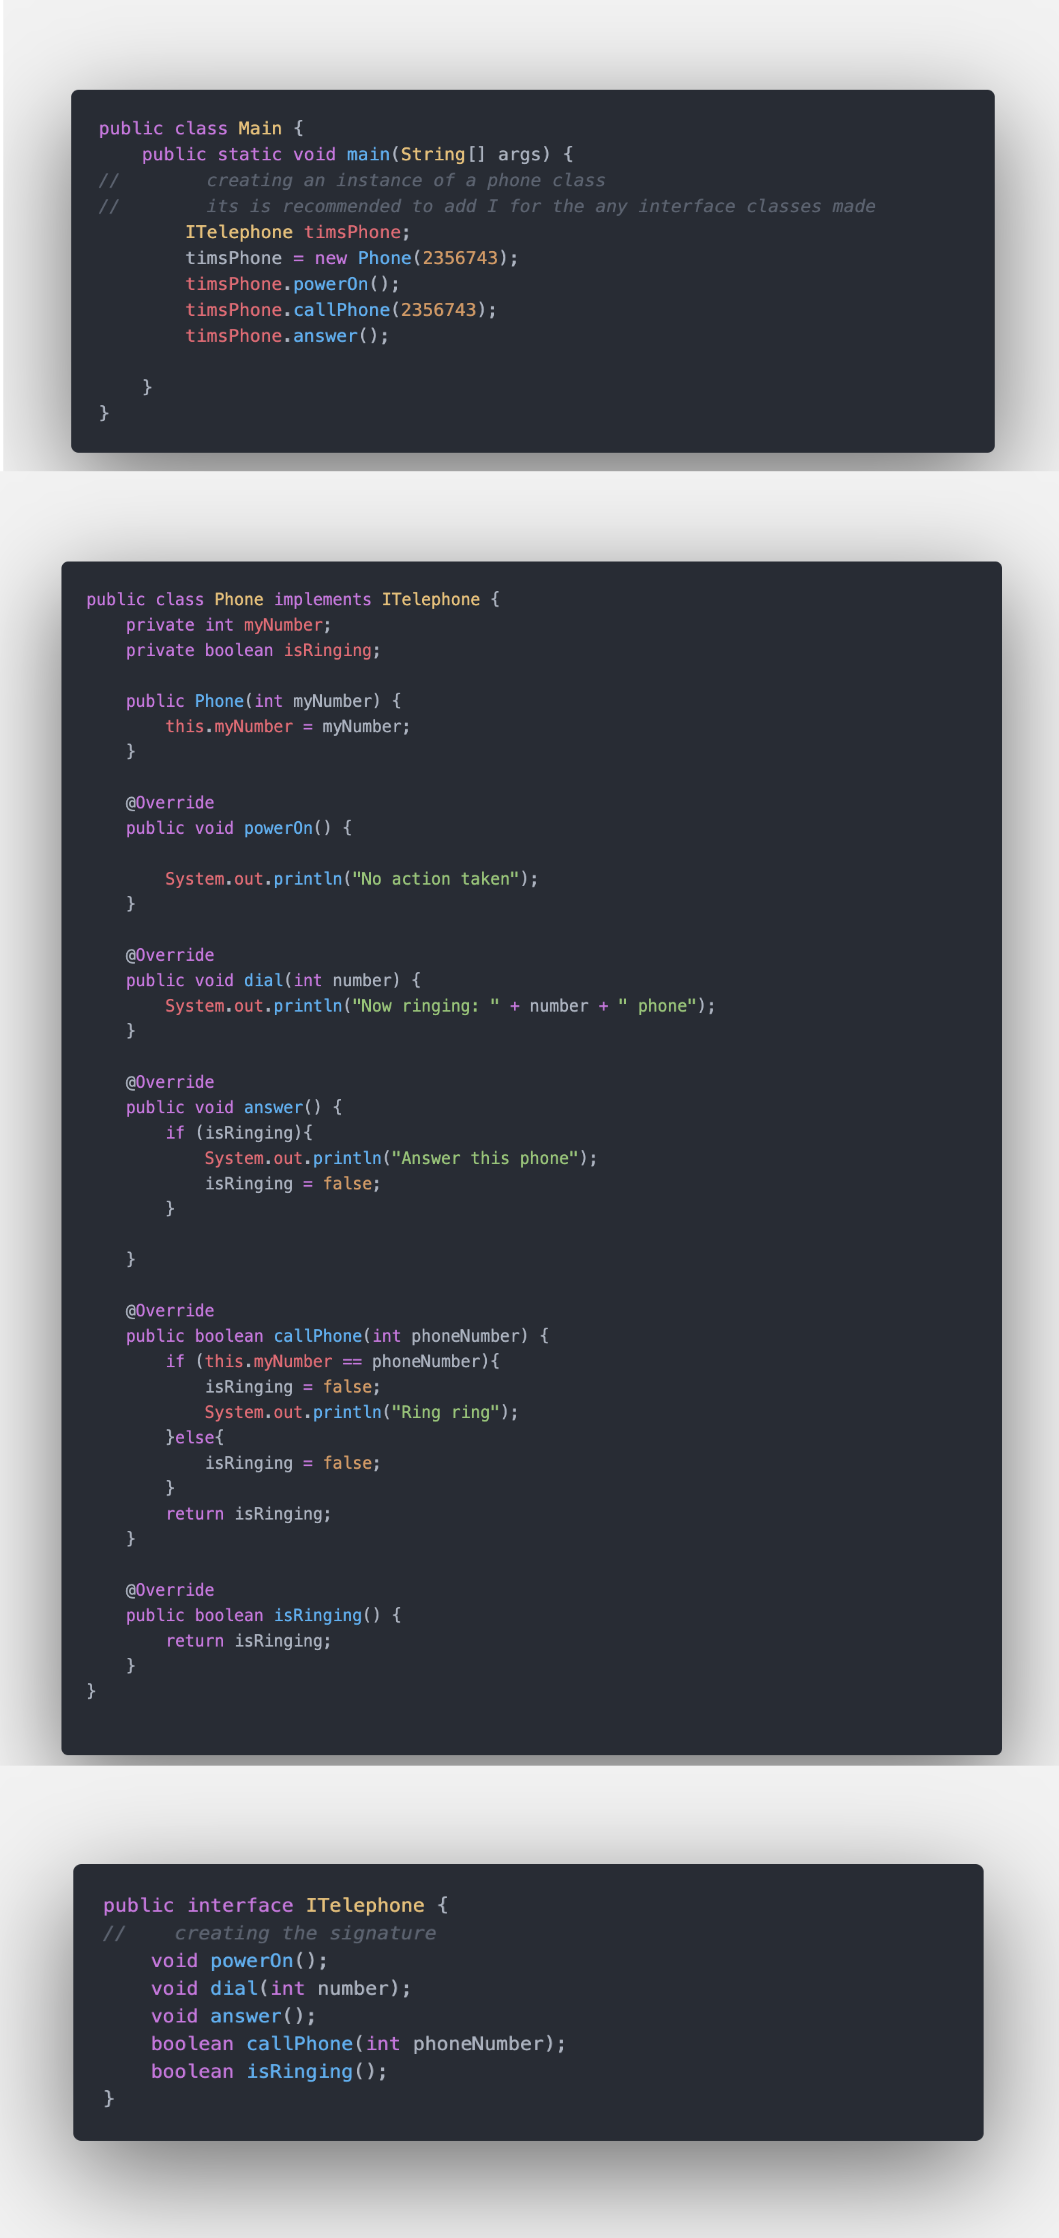 public class Main {
    public static void main(String[] args) {
//        creating an instance of a phone class
//        its is recommended to add I for the any interface classes made
        ITelephone timsPhone;
        timsPhone = new Phone(2356743);
        timsPhone.powerOn();
        timsPhone.callPhone(2356743);
        timsPhone.answer();
    }
}
public class Phone implements ITelephone {
    private int myNumber;
    private boolean isRinging;
    public Phone(int myNumber) {
        this.myNumber = myNumber;
    }
    @Override
    public void powerOn() {
        System.out.println("No action taken");
    }
    @Override
    public void dial(int number) {
        System.out.println("Now ringing: " + number + " phone");
    }
    @Override
    public void answer() {
        if (isRinging){
            System.out.println("Answer this phone");
            isRinging = false;
        }
    }
    @Override
    public boolean callPhone(int phoneNumber) {
        if (this.myNumber == phoneNumber){
            isRinging = false;
            System.out.println("Ring ring");
        }else{
            isRinging = false;
        }
        return isRinging;
    }
    @Override
    public boolean isRinging() {
        return isRinging;
    }
}
public interface ITelephone {
//    creating the signature
    void powerOn();
    void dial(int number);
    void answer();
    boolean callPhone(int phoneNumber);
    boolean isRinging();
}